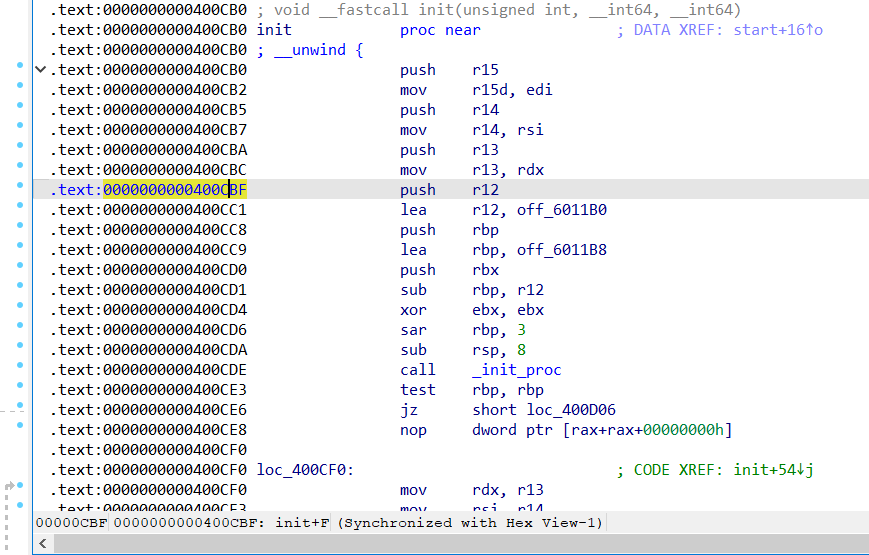 .text:0000000000400CB0 ; void __fastcall init(unsigned int, __int64, __int64)
.text:0000000000400CB0 init proc near ; DATA XREF: start+16↑o
.text:0000000000400CB0 ; __unwind {
.text:0000000000400CB0 push r15
.text:0000000000400CB2 mov r15d, edi
.text:0000000000400CB5 push r14
.text:0000000000400CB7 mov r14, rsi
.text:0000000000400CBA push r13
.text:0000000000400CBC mov r13, rdx
.text:0000000000400CBF push r12
.text:0000000000400CC1 lea r12, off_6011B0
.text:0000000000400CC8 push rbp
.text:0000000000400CC9 lea rbp, off_6011B8
.text:0000000000400CD0 push rbx
.text:0000000000400CD1 sub rbp, r12
.text:0000000000400CD4 xor ebx, ebx
.text:0000000000400CD6 sar rbp, 3
.text:0000000000400CDA sub rsp, 8
.text:0000000000400CDE call _init_proc
.text:0000000000400CE3 test rbp, rbp
.text:0000000000400CE6 jz short loc_400D06
.text:0000000000400CE8 nop dword ptr [rax+rax+00000000h]
.text:0000000000400CF0
.text:0000000000400CF0 loc_400CF0: ; CODE XREF: init+54↓j
.text:0000000000400CF0 mov rdx, r13
.text:0000000000400CF3 mov rsi, r14
00000CBF 0000000000400CBF: init+F (Synchronized with Hex View-1)